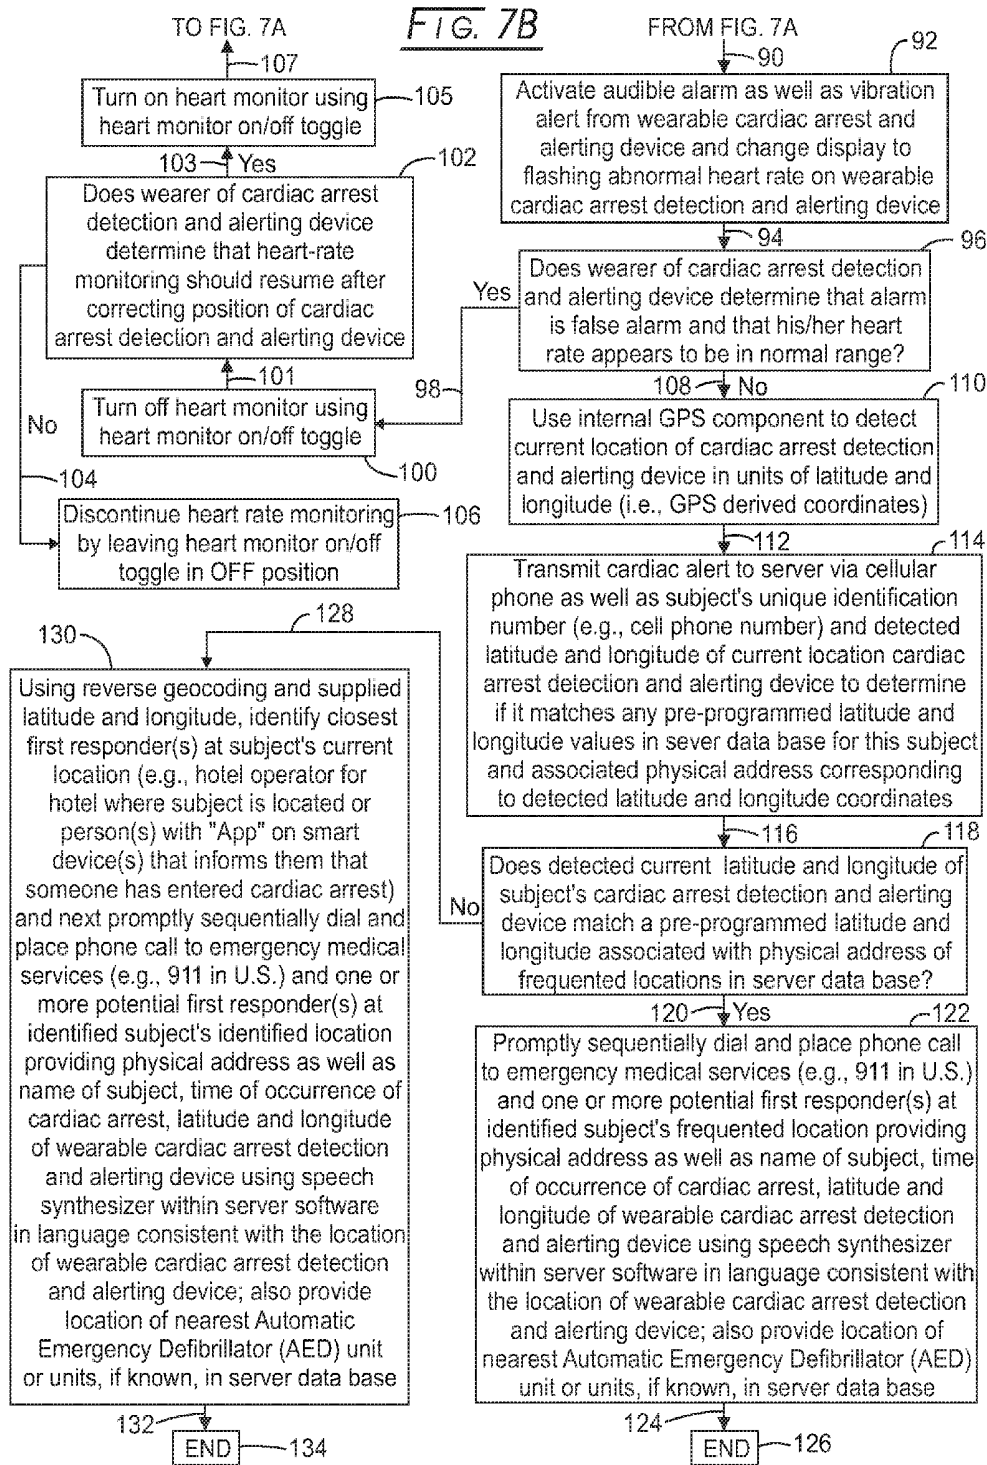 FIG. 7B
TO FIG. 7A
107
Turn on heart monitor using
heart monitor on/off toggle
105
103
Yes
102
Does wearer of cardiac arrest
detection and alerting device
determine that heart-rate
monitoring should resume after
correcting position of cardiac
arrest detection and alerting device
101
Turn off heart monitor using
heart monitor on/off toggle
100
98
No
104
Discontinue heart rate monitoring
by leaving heart monitor on/off
toggle in OFF position
106
FROM FIG. 7A
90
92
Activate audible alarm as well as vibration
alert from wearable cardiac arrest and
alerting device and change display to
flashing abnormal heart rate on wearable
cardiac arrest detection and alerting device
94
96
Does wearer of cardiac arrest detection
and alerting device determine that alarm
is false alarm and that his/her heart
rate appears to be in normal range?
Yes
108
No
110
Use internal GPS component to detect
current location of cardiac arrest detection
and alerting device in units of latitude and
longitude (i.e., GPS derived coordinates)
112
114
Transmit cardiac alert to server via cellular
phone as well as subject's unique identification
number (e.g., cell phone number) and detected
latitude and longitude of current location cardiac
arrest detection and alerting device to determine
if it matches any pre-programmed latitude and
longitude values in sever data base for this subject
and associated physical address corresponding
to detected latitude and longitude coordinates
116
118
Does detected current latitude and longitude of
subject's cardiac arrest detection and alerting
device match a pre-programmed latitude and
longitude associated with physical address of
frequented locations in server data base?
No
128
120
Yes
122
Promptly sequentially dial and place phone call
to emergency medical services (e.g., 911 in U.S.)
and one or more potential first responder(s) at
identified subject's frequented location providing
physical address as well as name of subject, time
of occurrence of cardiac arrest, latitude and
longitude of wearable cardiac arrest detection
and alerting device using speech synthesizer
within server software in language consistent with
the location of wearable cardiac arrest detection
and alerting device; also provide location of
nearest Automatic Emergency Defibrillator (AED)
unit or units, if known, in server data base
124
END
126
130
Using reverse geocoding and supplied
latitude and longitude, identify closest
first responder(s) at subject's current
location (e.g., hotel operator for
hotel where subject is located or
person(s) with "App" on smart
device(s) that informs them that
someone has entered cardiac arrest)
and next promptly sequentially dial and
place phone call to emergency medical
services (e.g., 911 in U.S.) and one or
more potential first responder(s) at
identified subject's identified location
providing physical address as well as
name of subject, time of occurrence of
cardiac arrest, latitude and longitude
of wearable cardiac arrest detection
and alerting device using speech
synthesizer within server software
in language consistent with the location
of wearable cardiac arrest detection
and alerting device; also provide
location of nearest Automatic
Emergency Defibrillator (AED) unit
or units, if known, in server data base
132
END
134